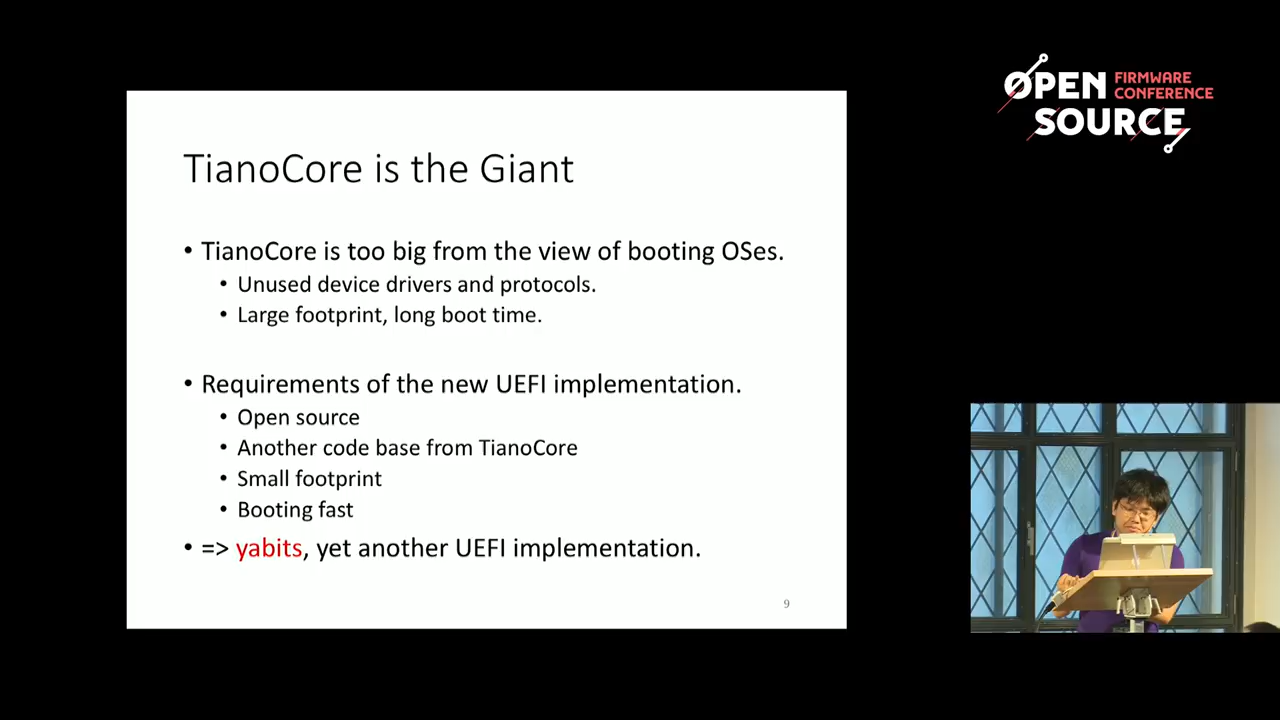 OPEN FIRMWARE
CONFERENCE
SOURCE
TianoCore is the Giant
• TianoCore is too big from the view of booting OSes.
• Unused device drivers and protocols.
• Large footprint, long boot time.
• Requirements of the new UEFI implementation.
• Open source
• Another code base from TianoCore
• Small footprint
• Booting fast
• => yabits, yet another UEFI implementation.
9